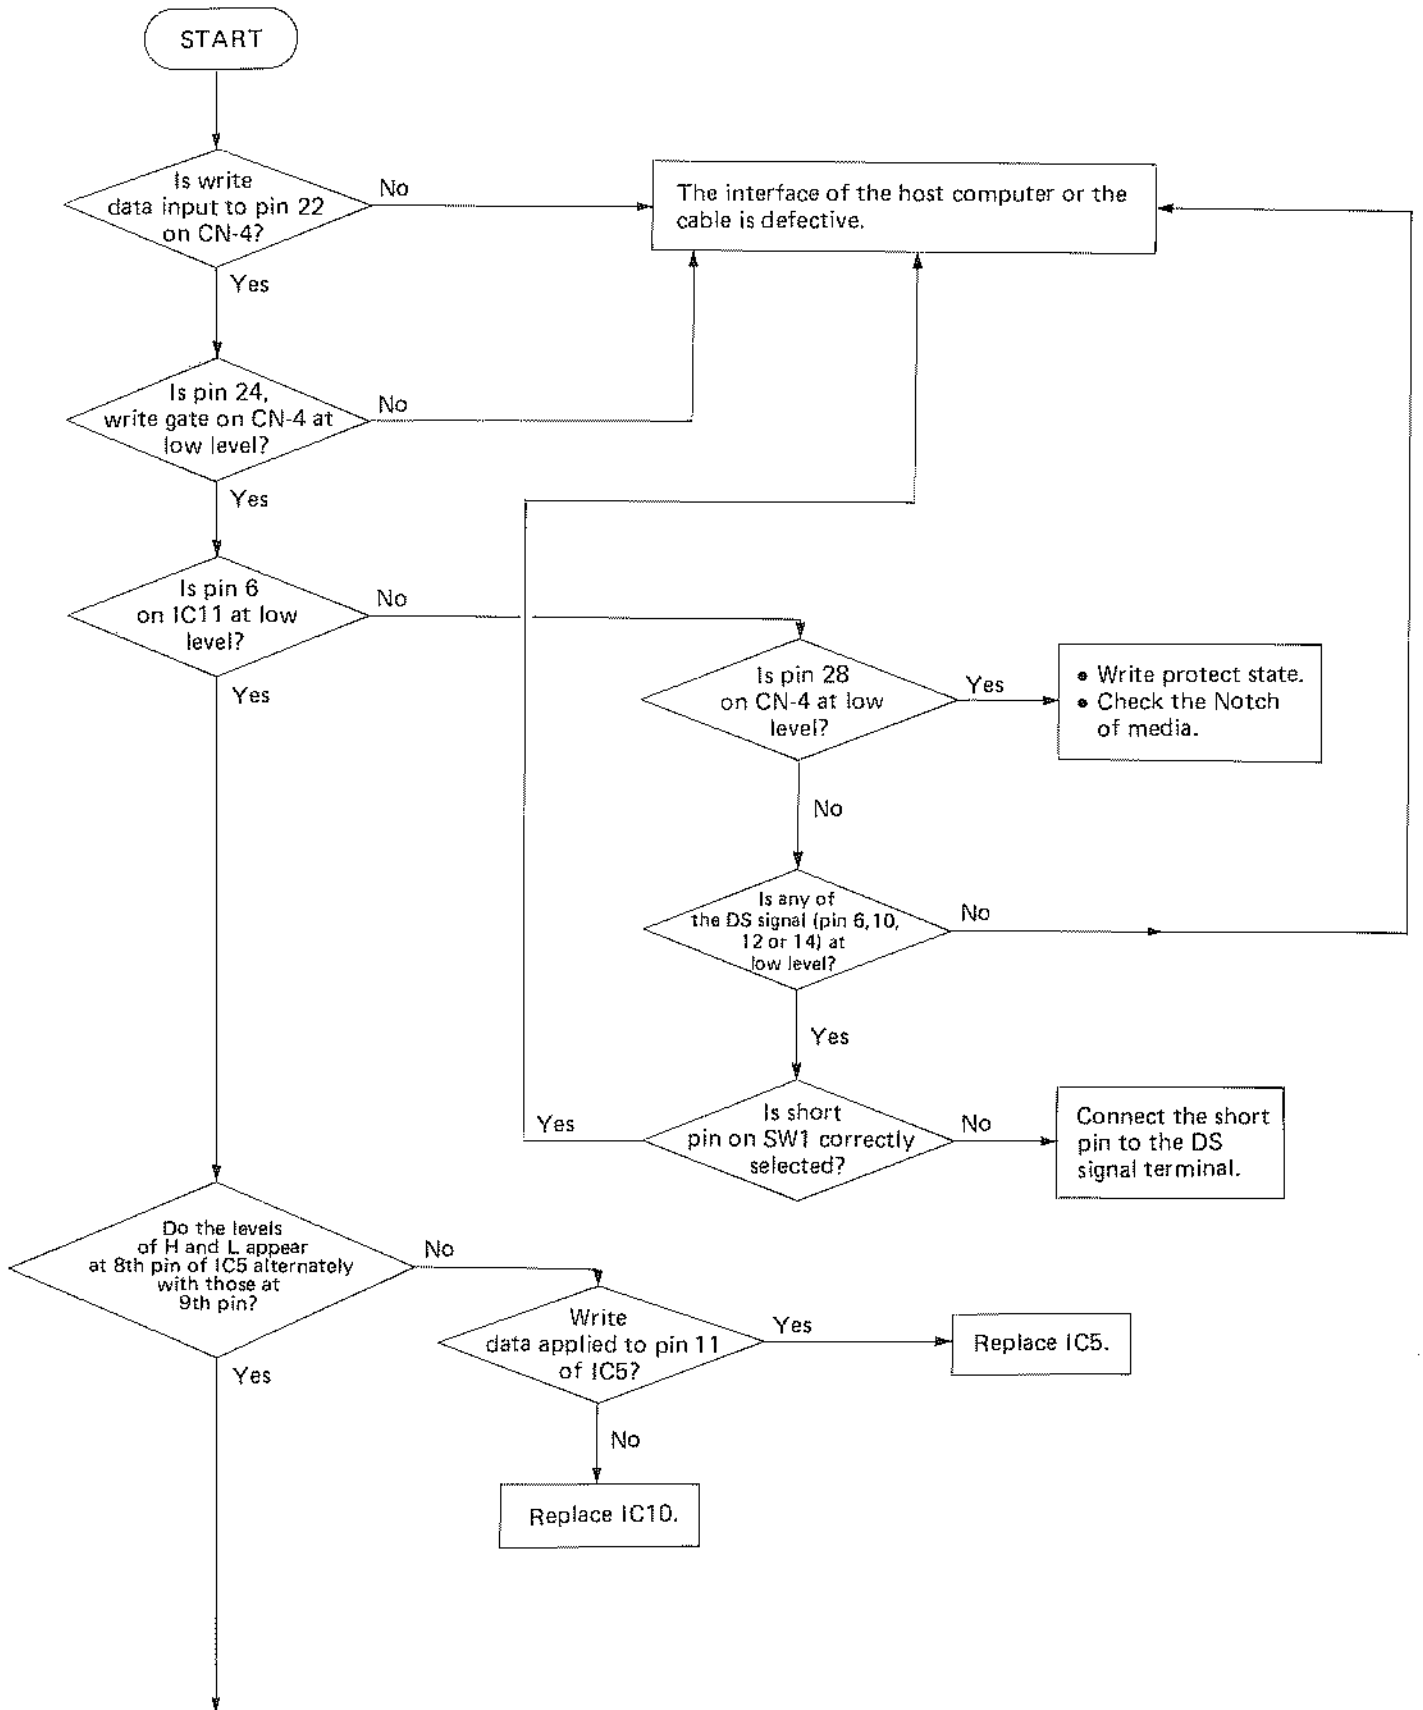 START
Is write
data input to pin 22
on CN-4?
No
The interface of the host computer or the
cable is defective.
Yes
Is pin 24,
write gate on CN-4 at
low level?
No
Yes
Is pin 6
on IC11 at low
level?
No
Yes
Is pin 28
on CN-4 at low
level?
Yes
• Write protect state.
• Check the Notch
of media.
No
Is any of
the DS signal (pin 6,10,
12 or 14) at
low level?
No
Yes
Is short
pin on SW1 correctly
selected?
Yes
No
Connect the short
pin to the DS
signal terminal.
Do the levels
of H and L appear
at 8th pin of IC5 alternately
with those at
9th pin?
No
Yes
Write
data applied to pin 11
of IC5?
Yes
Replace IC5.
No
Replace IC10.